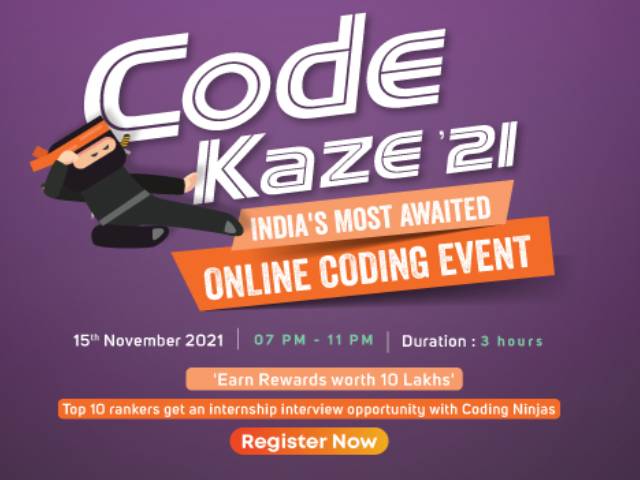 Code
Kaze '21
INDIA'S MOST AWAITED
ONLINE CODING EVENT
15th November 2021 | 07 PM - 11 PM | Duration : 3 hours
'Earn Rewards worth 10 Lakhs'
Top 10 rankers get an internship interview opportunity with Coding Ninjas
Register Now